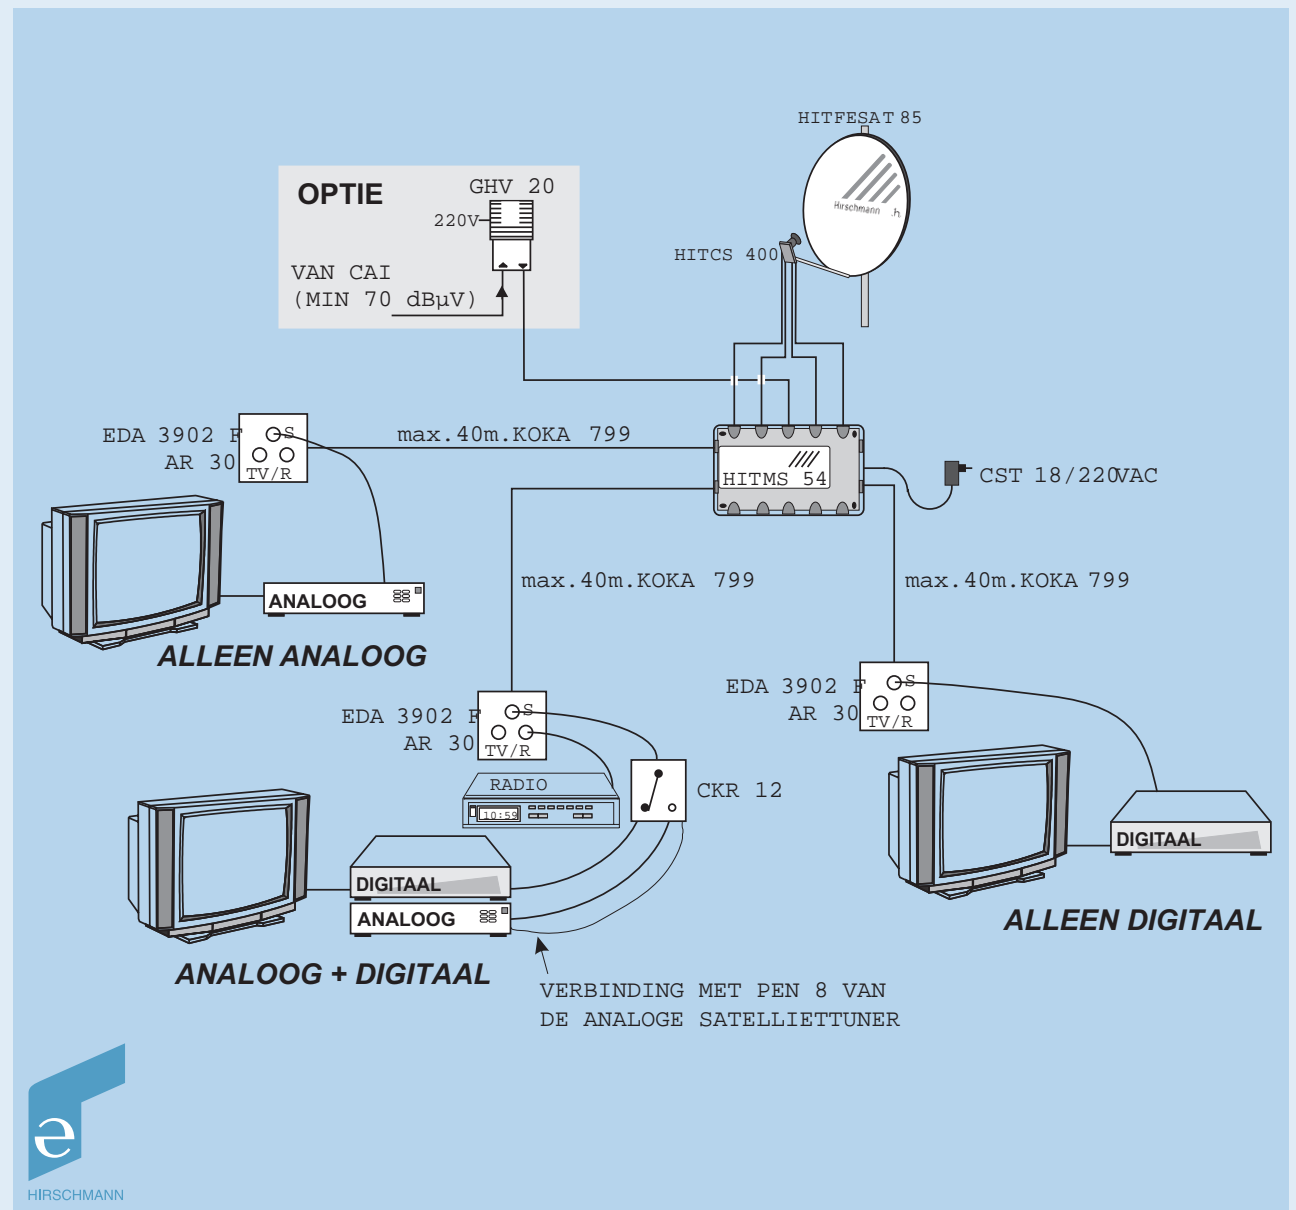 HITFESAT 85
Hirschmann .h.
OPTIE
GHV 20
220V
VAN CAI
(MIN 70 dBµV)
HITCS 400
EDA 3902 F
AR 30
S
TV/R
max.40m.KOKA 799
HITMS 54
CST 18/220VAC
ANALOOG
ALLEEN ANALOOG
max.40m.KOKA 799
max.40m.KOKA 799
EDA 3902 F
AR 30
S
TV/R
EDA 3902 F
AR 30
S
TV/R
RADIO
10:59
CKR 12
DIGITAAL
ANALOOG
ANALOOG + DIGITAAL
DIGITAAL
ALLEEN DIGITAAL
VERBINDING MET PEN 8 VAN
DE ANALOGE SATELLIETTUNER
e
HIRSCHMANN